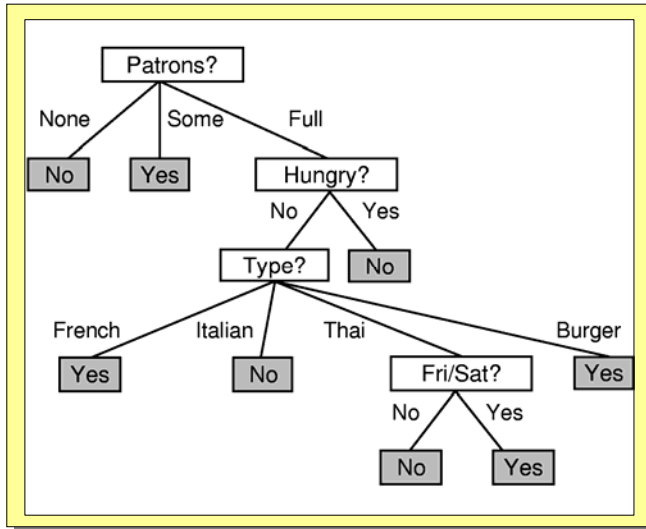 Patrons?
None Some Full
No Yes Hungry?
No Yes
Type? No
French Italian Thai Burger
Yes No Fri/Sat? Yes
No Yes
No Yes